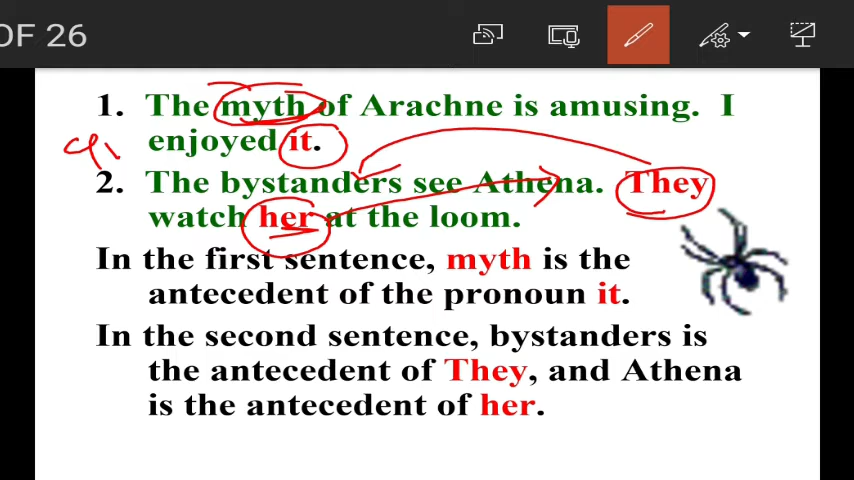 OF 26
1. The myth of Arachne is amusing. I
enjoyed it.
2. The bystanders see Athena. They
watch her at the loom.
In the first sentence, myth is the
antecedent of the pronoun it.
In the second sentence, bystanders is
the antecedent of They, and Athena
is the antecedent of her.